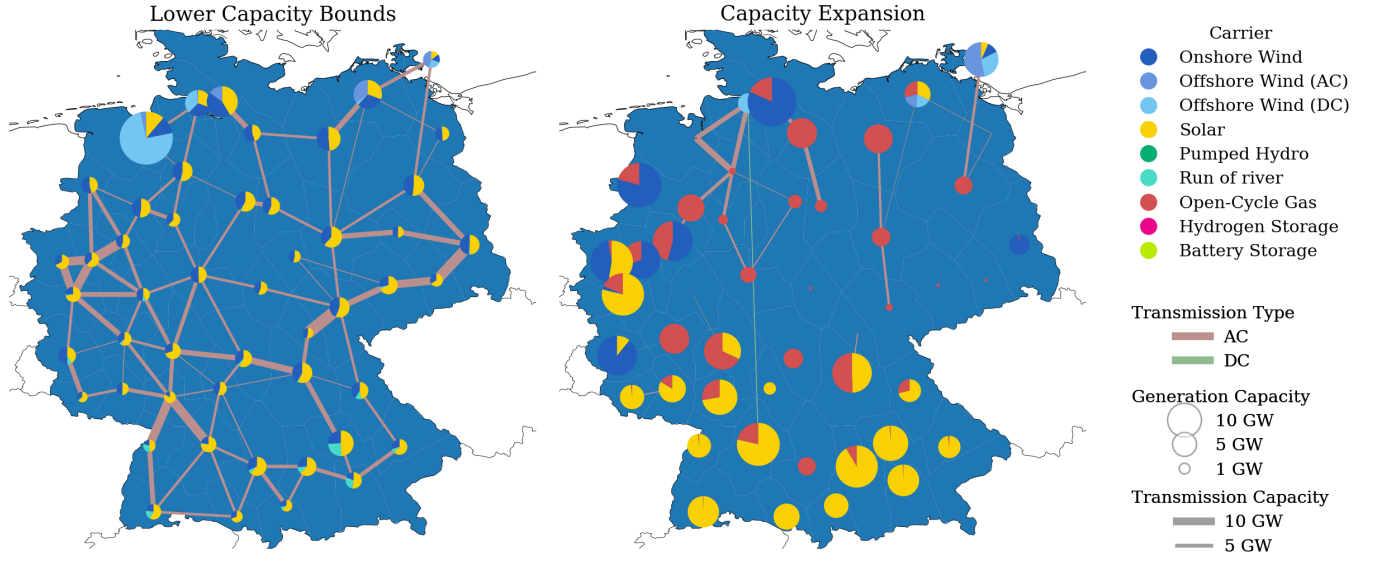 Lower Capacity Bounds
Capacity Expansion
Carrier
Onshore Wind
Offshore Wind (AC)
Offshore Wind (DC)
Solar
Pumped Hydro
Run of river
Open-Cycle Gas
Hydrogen Storage
Battery Storage
Transmission Type
AC
DC
Generation Capacity
10 GW
5 GW
1 GW
Transmission Capacity
10 GW
5 GW